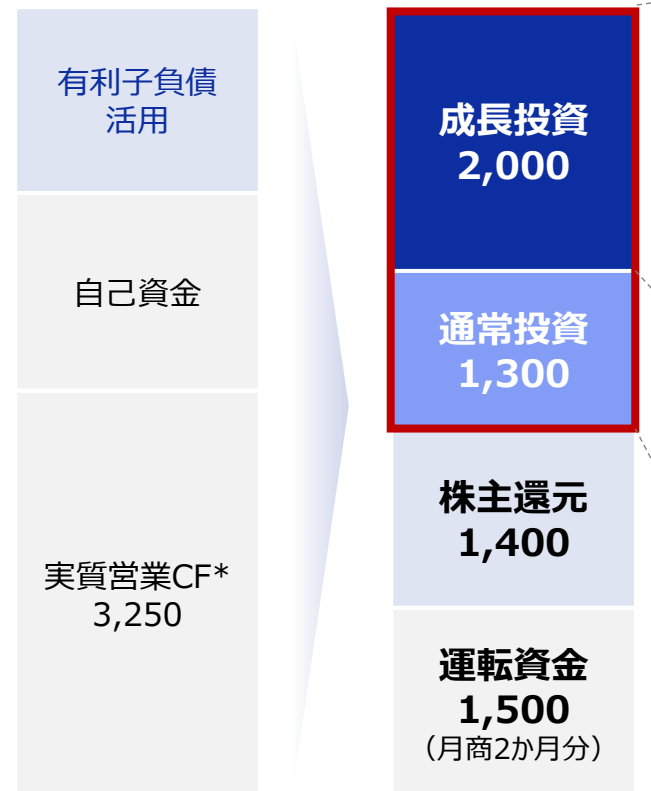 有利子負債
活用
自己資金
実質営業CF*
3,250
成長投資
2,000
通常投資
1,300
株主還元
1,400
運転資金
1,500
（月商2か月分）